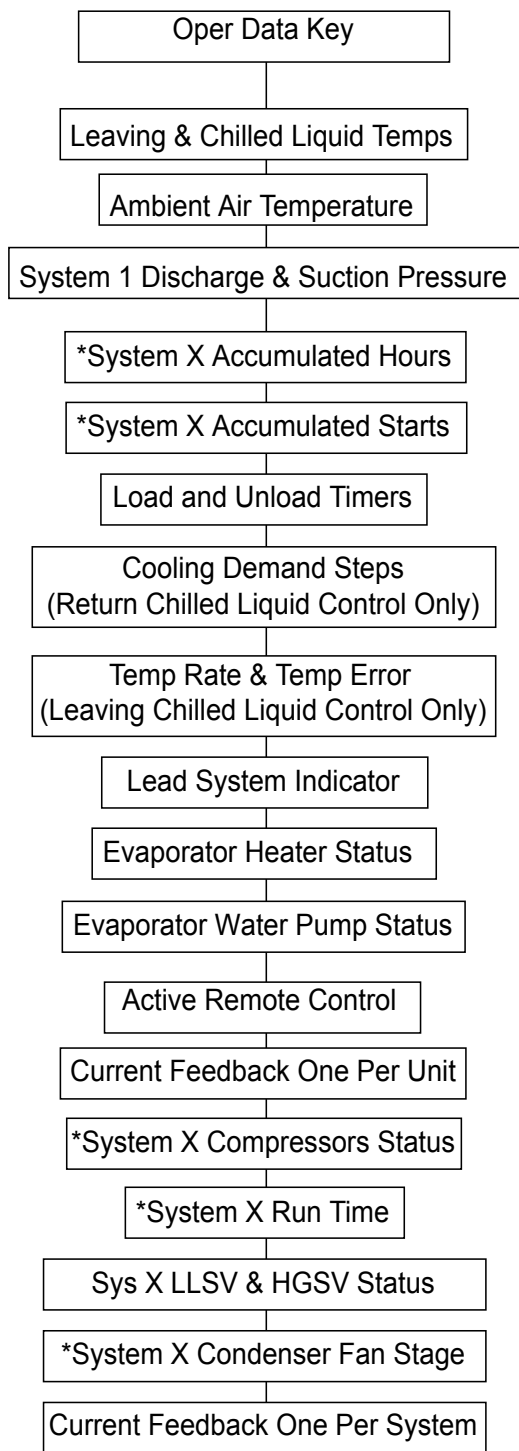 Oper Data Key
Leaving & Chilled Liquid Temps
Ambient Air Temperature
System 1 Discharge & Suction Pressure
*System X Accumulated Hours
*System X Accumulated Starts
Load and Unload Timers
Cooling Demand Steps
(Return Chilled Liquid Control Only)
Temp Rate & Temp Error
(Leaving Chilled Liquid Control Only)
Lead System Indicator
Evaporator Heater Status
Evaporator Water Pump Status
Active Remote Control
Current Feedback One Per Unit
*System X Compressors Status
*System X Run Time
Sys X LLSV & HGSV Status
*System X Condenser Fan Stage
Current Feedback One Per System